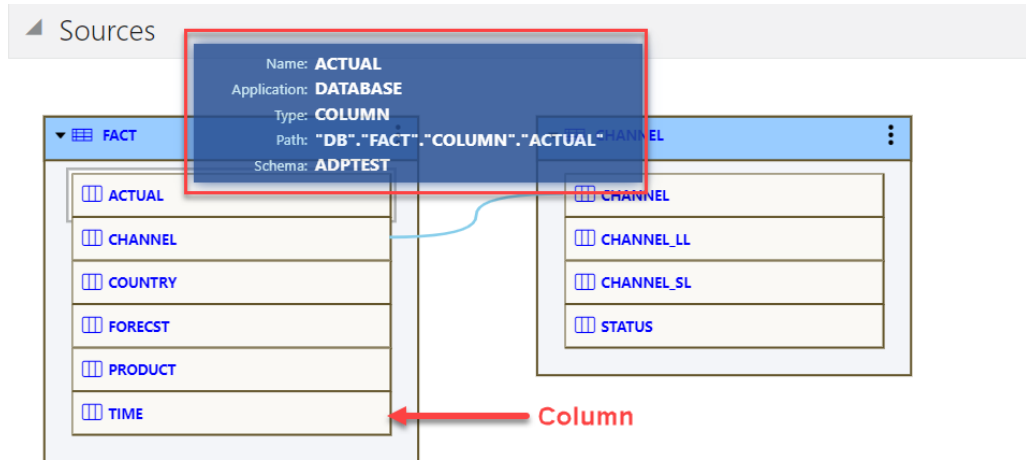 Sources
Name: ACTUAL
Application: DATABASE
Type: COLUMN
Path: "DB"."FACT"."COLUMN"."ACTUAL"
Schema: ADPTEST
FACT
ACTUAL
CHANNEL
COUNTRY
FORECST
PRODUCT
TIME
CHANNEL
CHANNEL
CHANNEL_LL
CHANNEL_SL
STATUS
Column